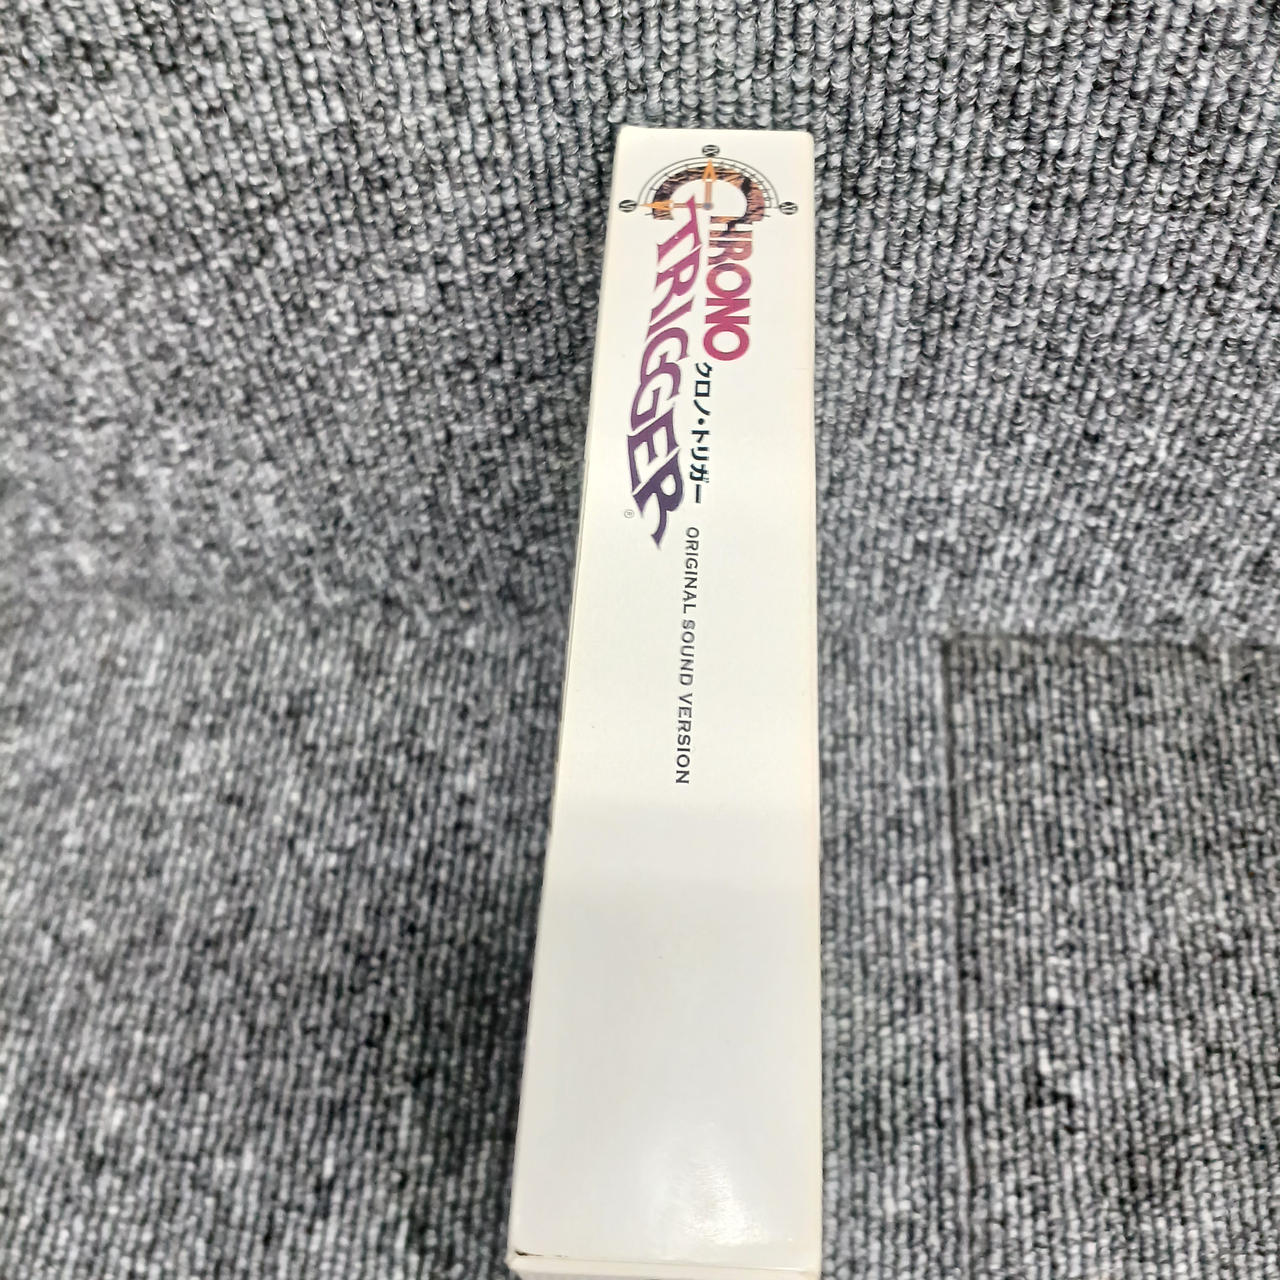 CHRONO
TRIGGER®
クロノ・トリガー
ORIGINAL SOUND VERSION